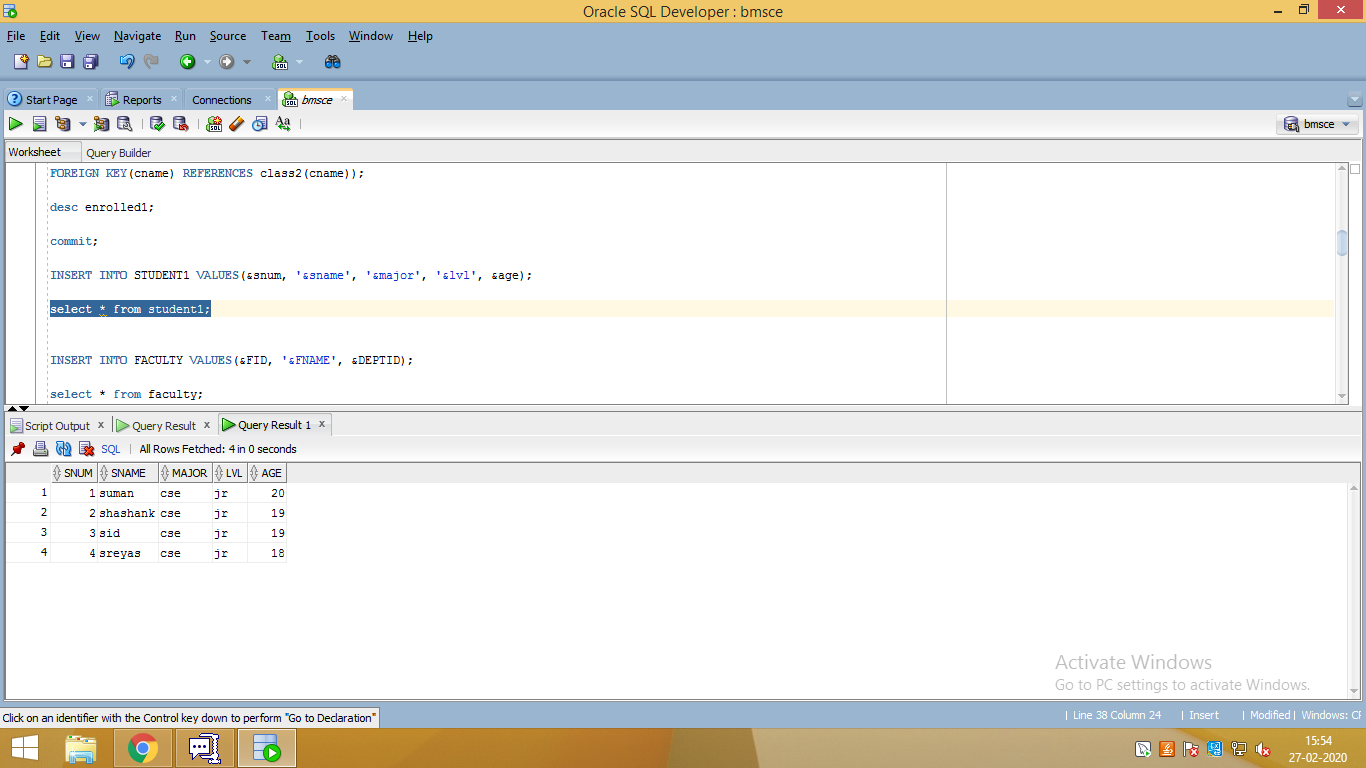 Oracle SQL Developer : bmsce
File Edit View Navigate Run Source Team Tools Window Help
Start Page Reports Connections bmsce
bmsce
Worksheet Query Builder
FOREIGN KEY(cname) REFERENCES class2(cname));
desc enrolled1;
commit;
INSERT INTO STUDENT1 VALUES(&snum, '&sname', '&major', '&lvl', &age);
select * from student1;
INSERT INTO FACULTY VALUES(&FID, '&FNAME', &DEPTID);
select * from faculty;
Script Output x Query Result x Query Result 1 x
SQL | All Rows Fetched: 4 in 0 seconds
SNUM SNAME MAJOR LVL AGE
1 1 suman cse jr 20
2 2 shashank cse jr 19
3 3 sid cse jr 19
4 4 sreyas cse jr 18
Activate Windows
Go to PC settings to activate Windows.
Click on an identifier with the Control key down to perform "Go to Declaration"
| Line 38 Column 24 | Insert | Modified | Windows: CF
15:54
27-02-2020